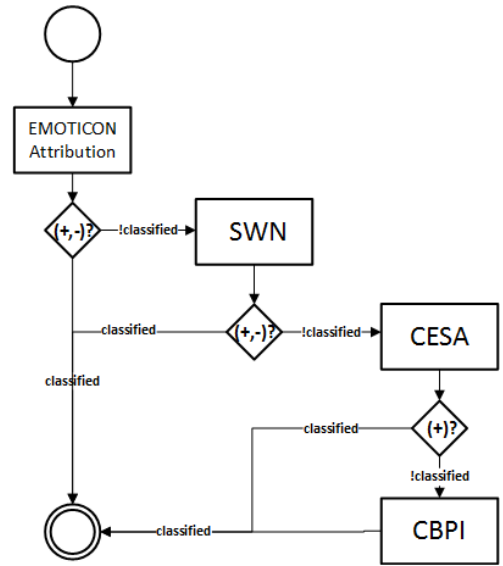 EMOTICON
Attribution
(+,-)?
!classified
SWN
classified
(+,-)?
!classified
CESA
classified
classified
(+)?
!classified
classified
CBPI